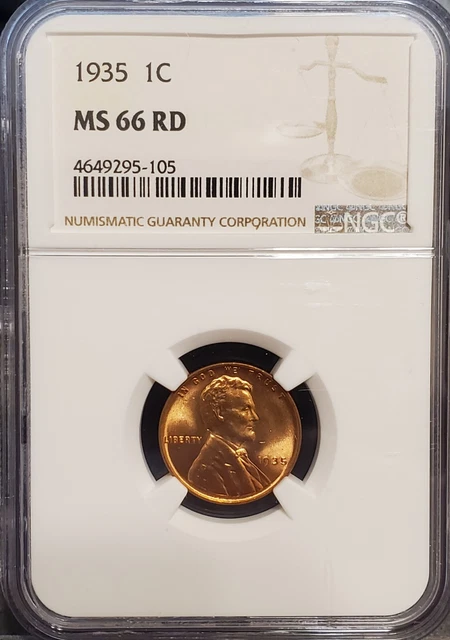 1935 1C
MS 66 RD
4649295-105
NUMISMATIC GUARANTY CORPORATION
NGC®
IN GOD WE TRUST
LIBERTY
1935